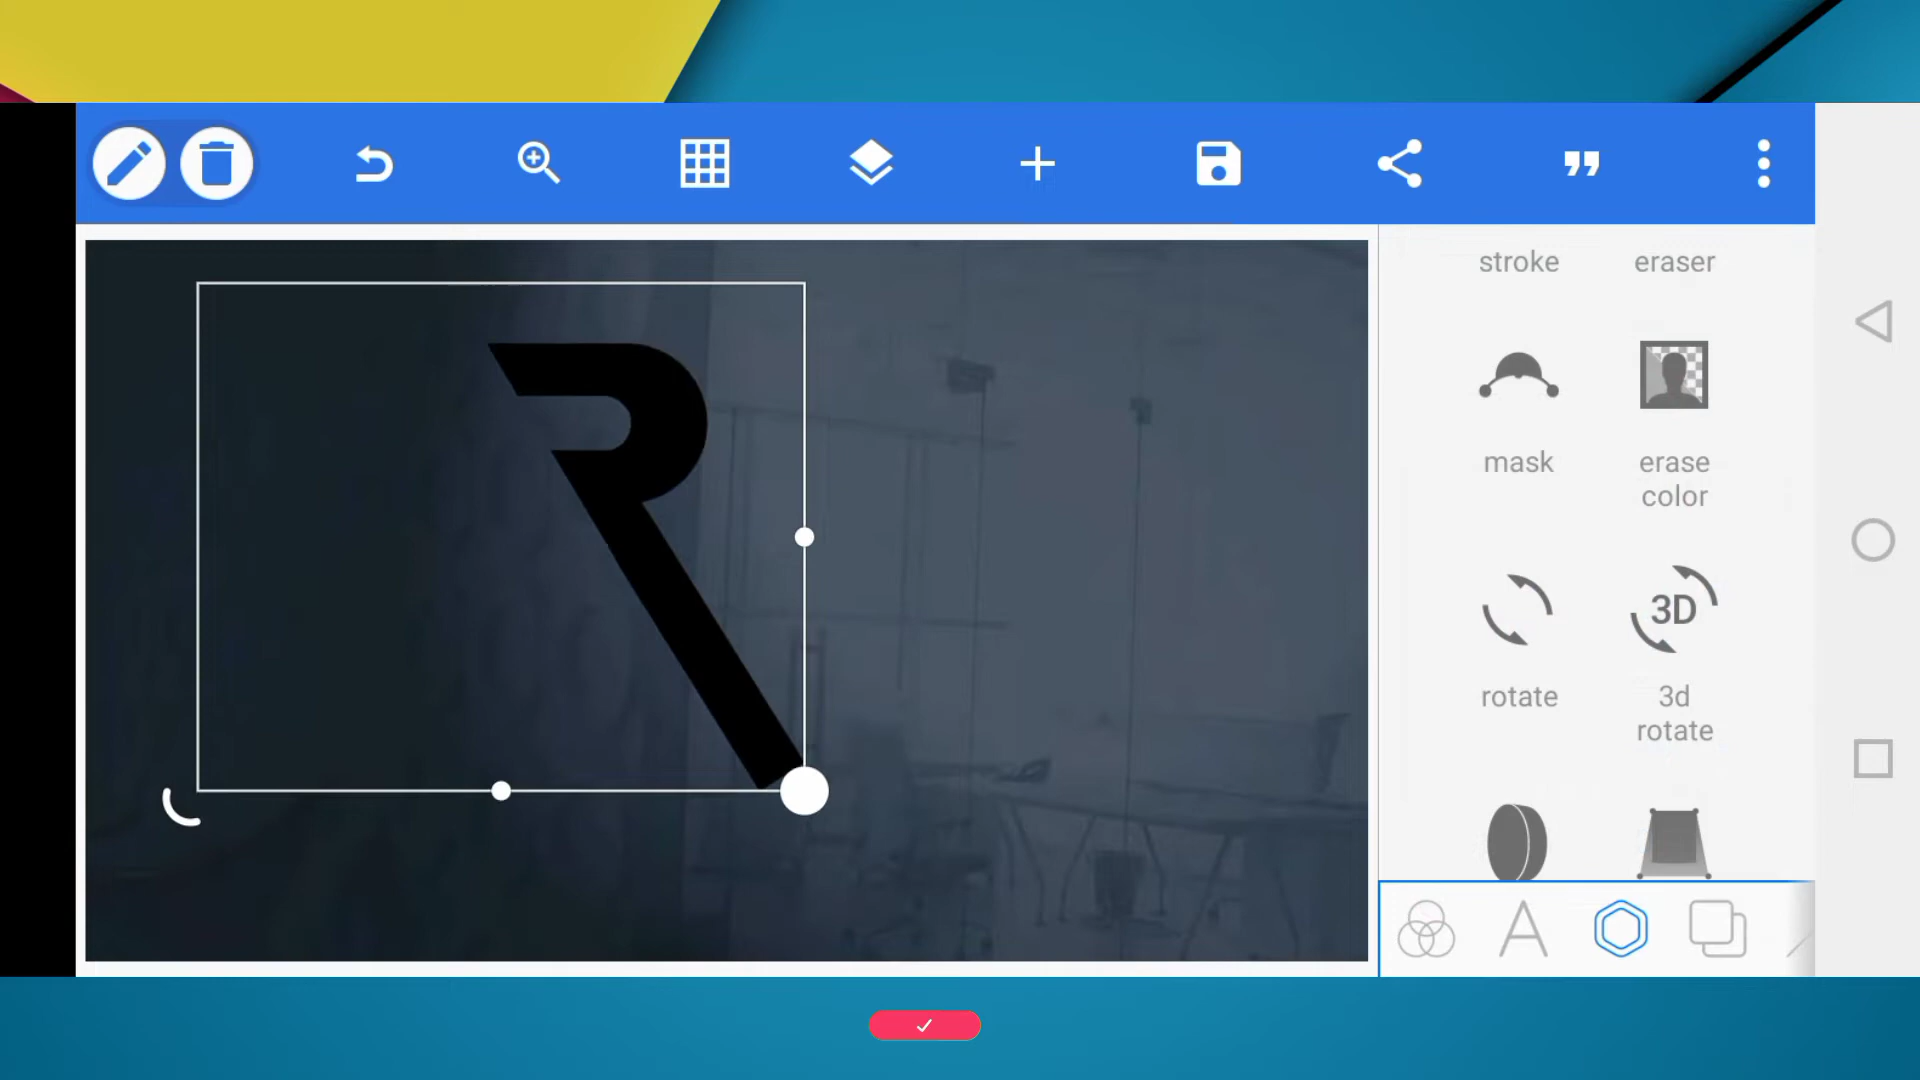 stroke eraser
R
mask erase
color
3D
rotate 3d
rotate
A